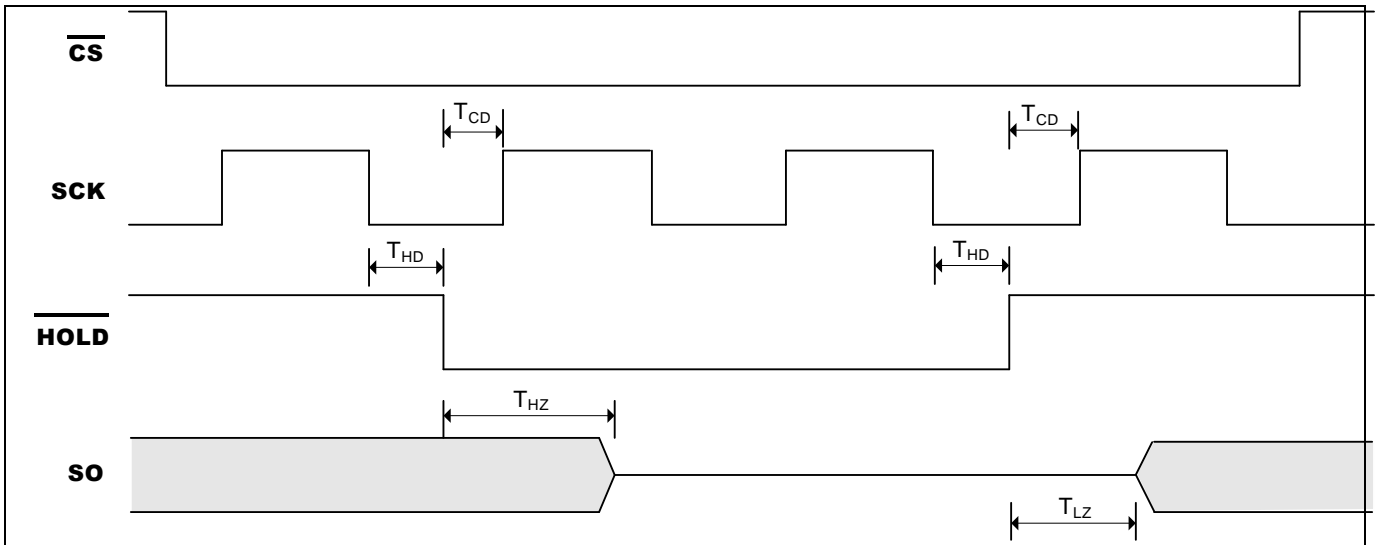 CS
T_CD T_CD
SCK
T_HD T_HD
HOLD
T_HZ
SO
T_LZ